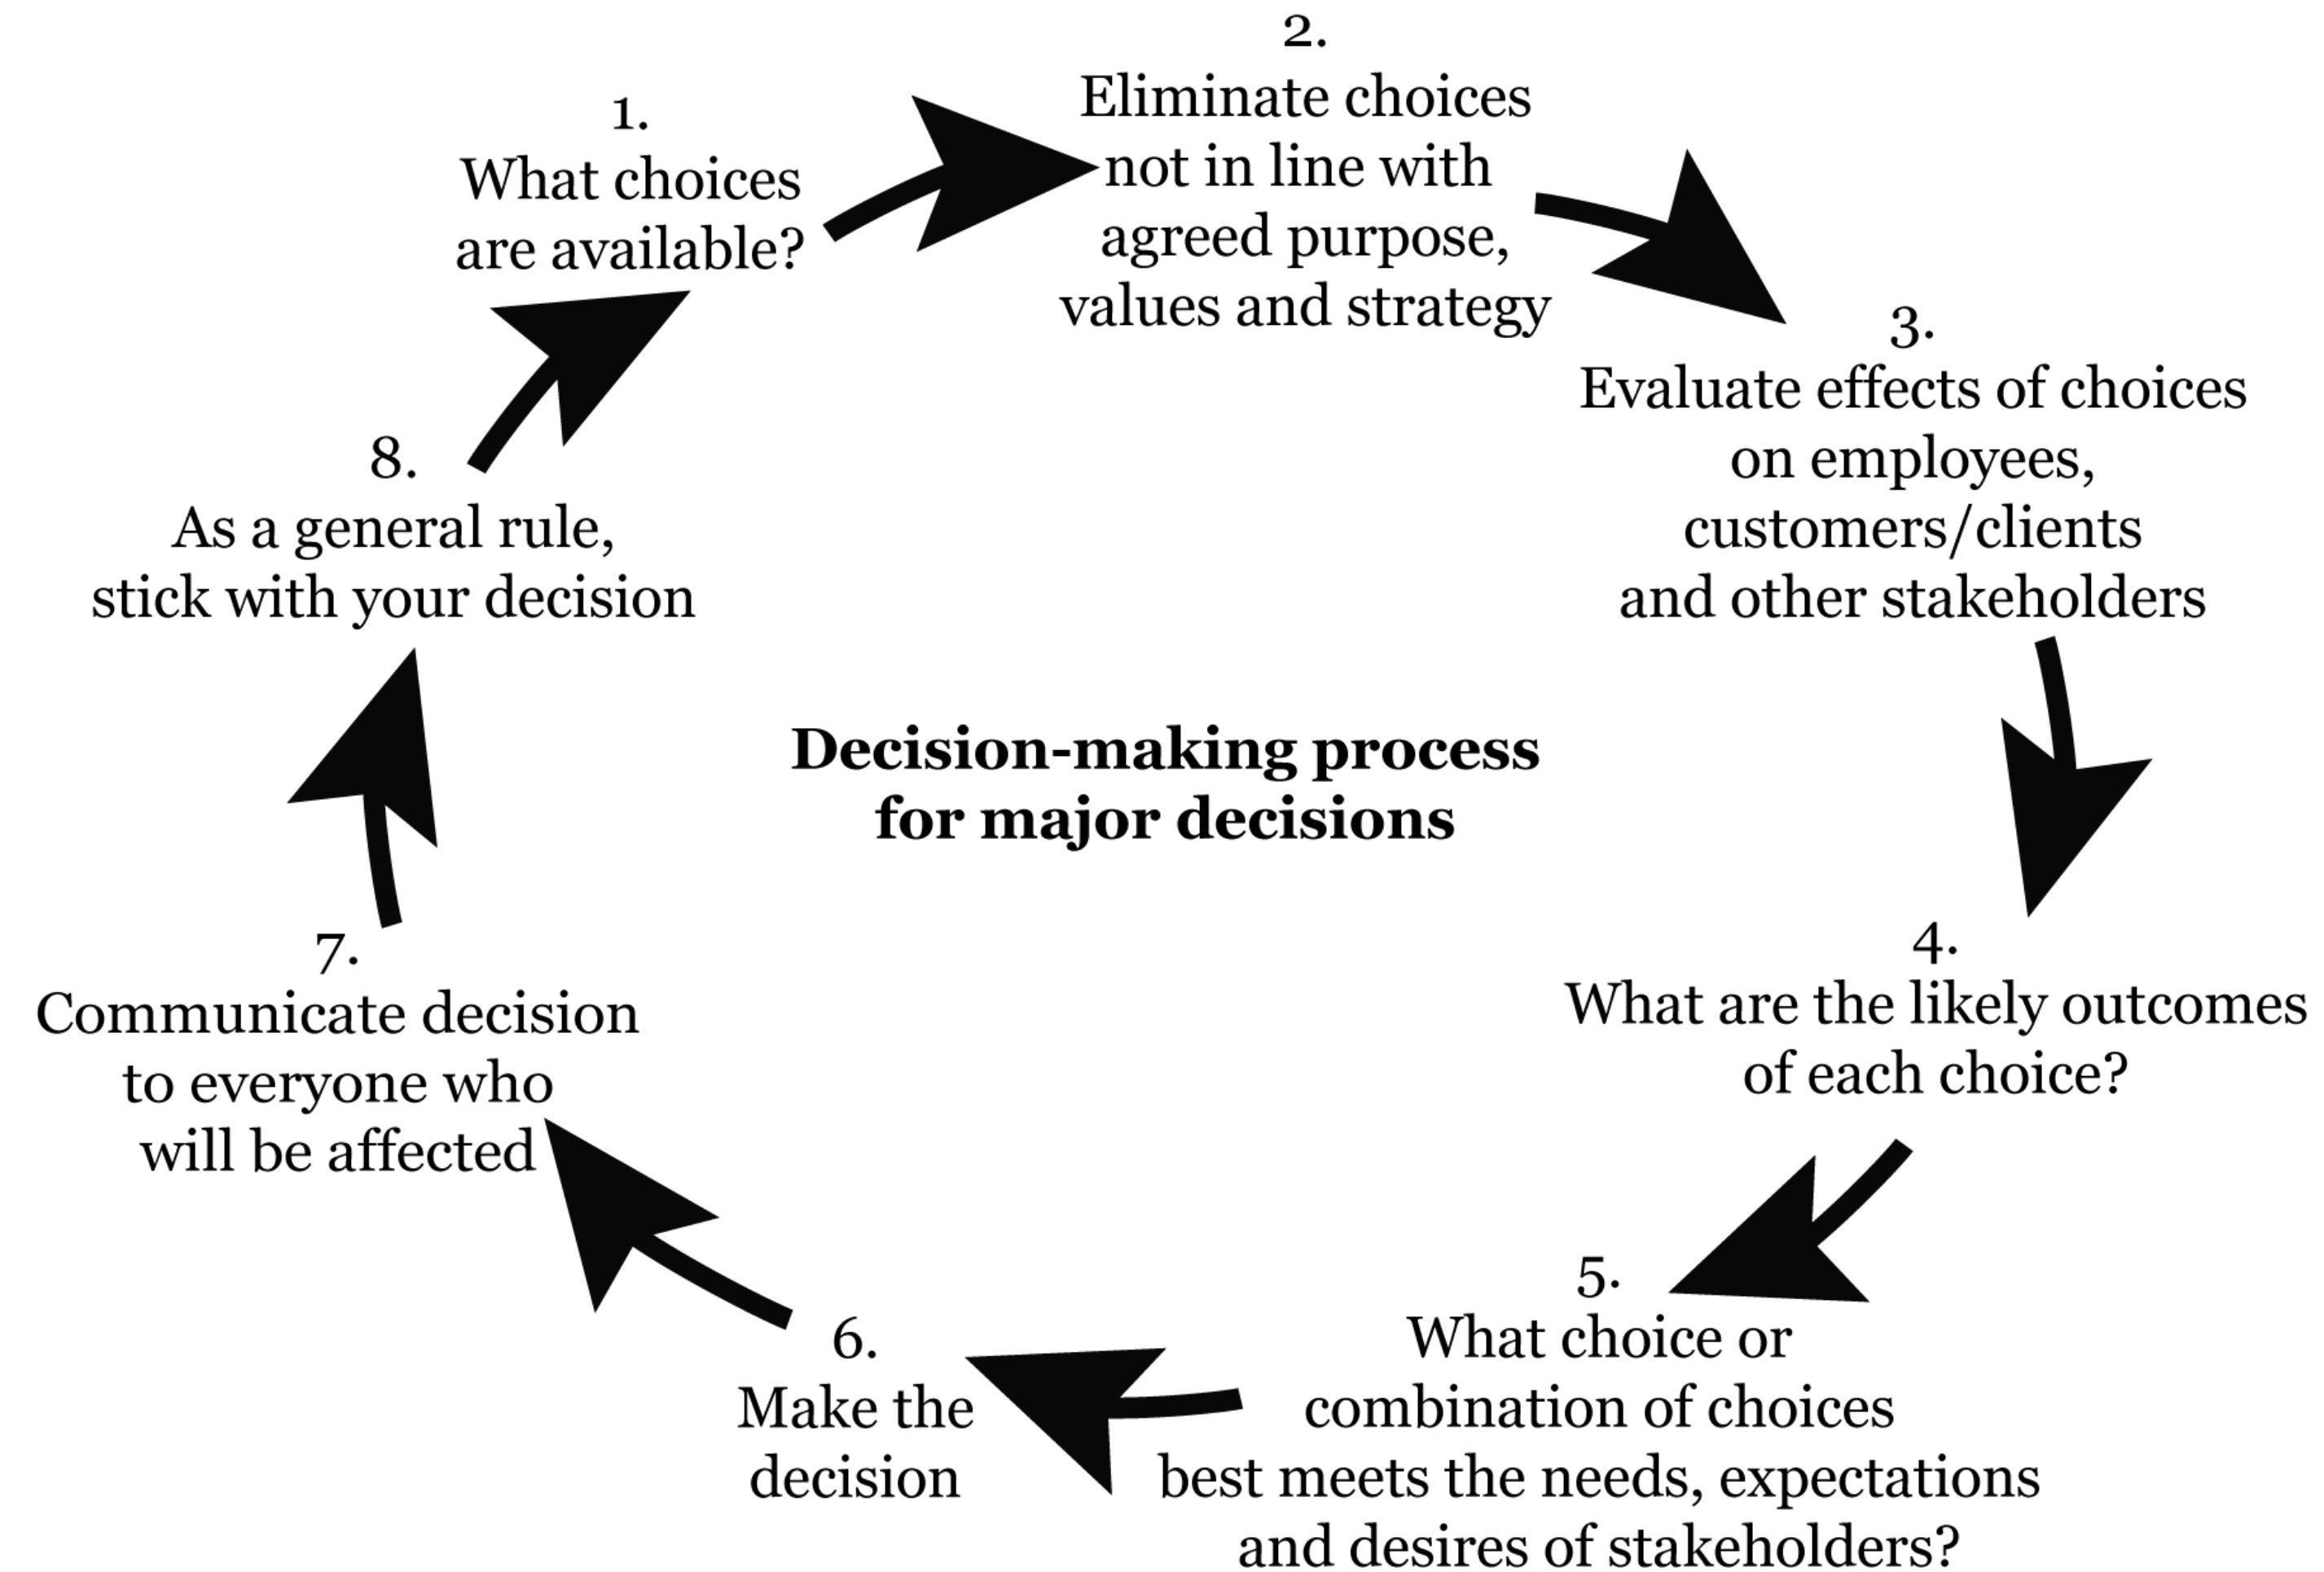 1.
What choices
are available?
2.
Eliminate choices
not in line with
agreed purpose,
values and strategy
3.
Evaluate effects of choices
on employees,
customers/clients
and other stakeholders
4.
What are the likely outcomes
of each choice?
5.
What choice or
combination of choices
best meets the needs, expectations
and desires of stakeholders?
6.
Make the
decision
7.
Communicate decision
to everyone who
will be affected
8.
As a general rule,
stick with your decision
Decision-making process
for major decisions